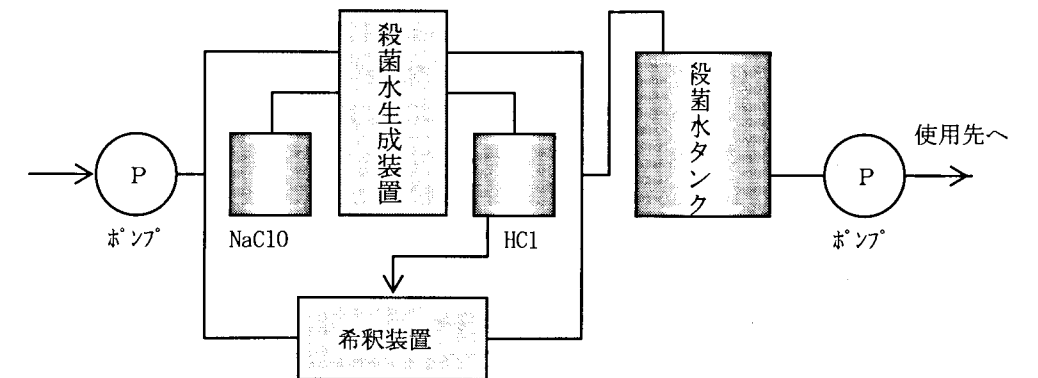 殺菌水生成装置
殺菌水タンク
使用先へ
P
P
ﾎﾟﾝﾌﾟ
NaClO
HCl
ﾎﾟﾝﾌﾟ
希釈装置